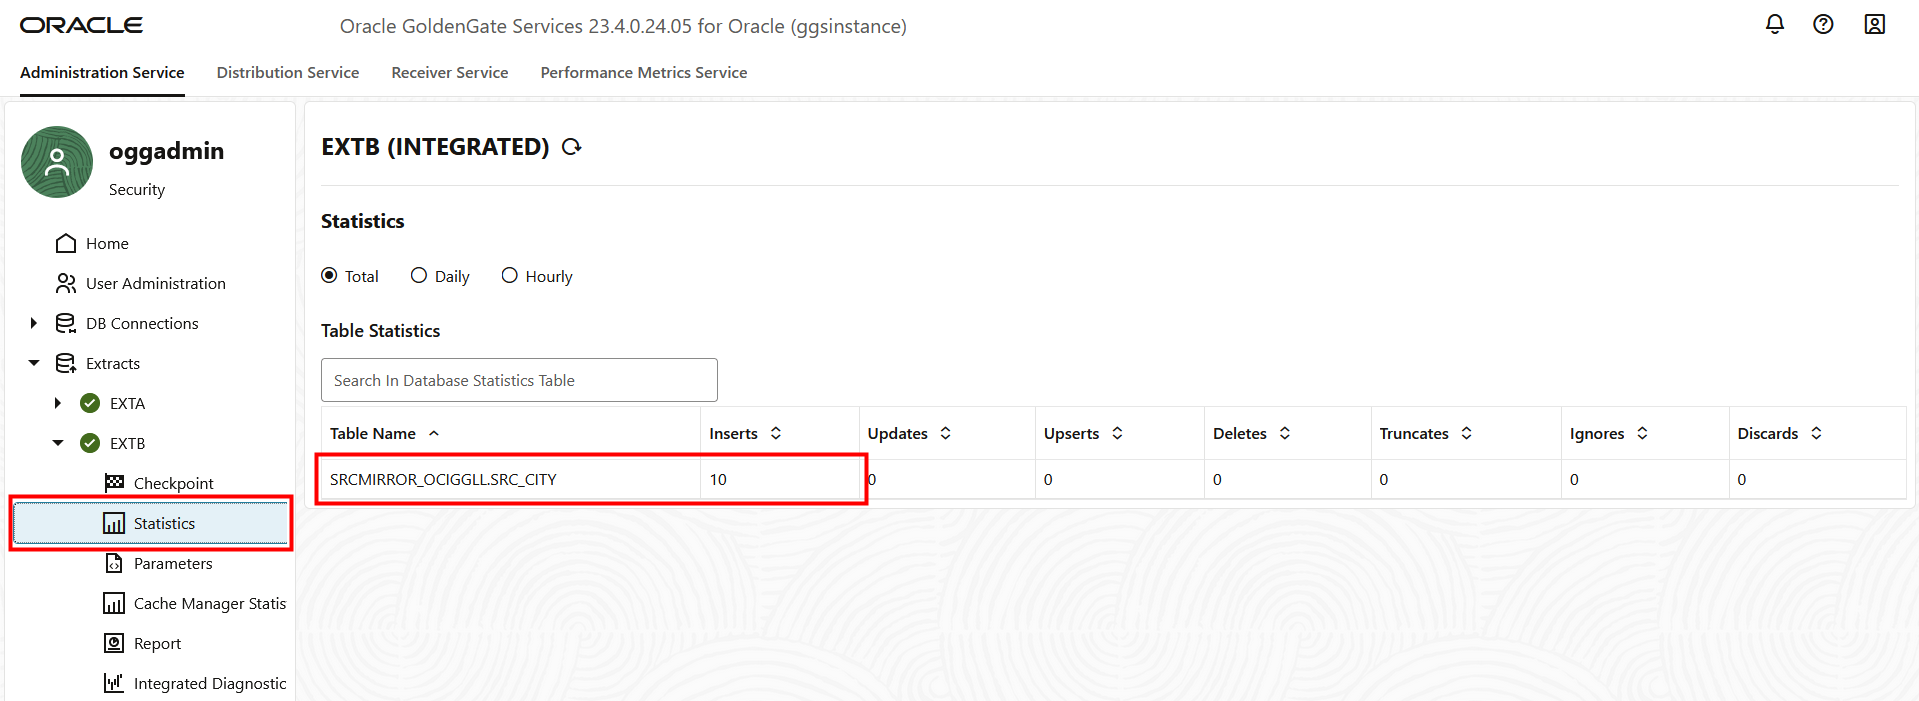 ORACLE
Oracle GoldenGate Services 23.4.0.24.05 for Oracle (ggsinstance)
Administration Service Distribution Service Receiver Service Performance Metrics Service
oggadmin
Security
Home
User Administration
DB Connections
Extracts
EXTA
EXTB
Checkpoint
Statistics
Parameters
Cache Manager Statis
Report
Integrated Diagnostic
EXTB (INTEGRATED)
Statistics
Total Daily Hourly
Table Statistics
Search In Database Statistics Table
Table Name Inserts Updates Upserts Deletes Truncates Ignores Discards
SRCMIRROR_OCIGGLL.SRC_CITY 10 0 0 0 0 0 0